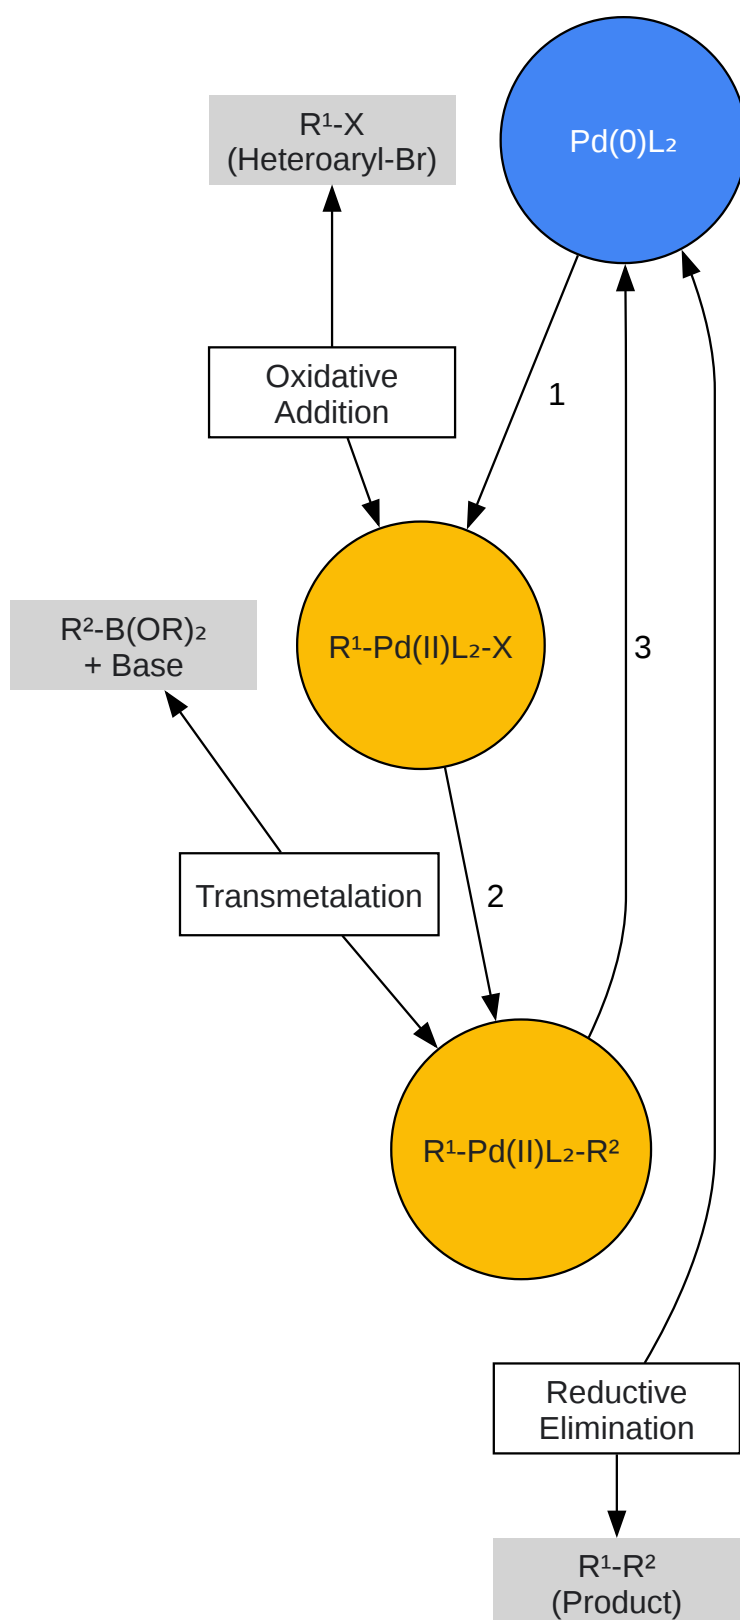 R¹-X
(Heteroaryl-Br)
Pd(0)L₂
Oxidative
Addition
1
R²-B(OR)₂
+ Base
R¹-Pd(II)L₂-X
3
Transmetalation
2
R¹-Pd(II)L₂-R²
Reductive
Elimination
R¹-R²
(Product)